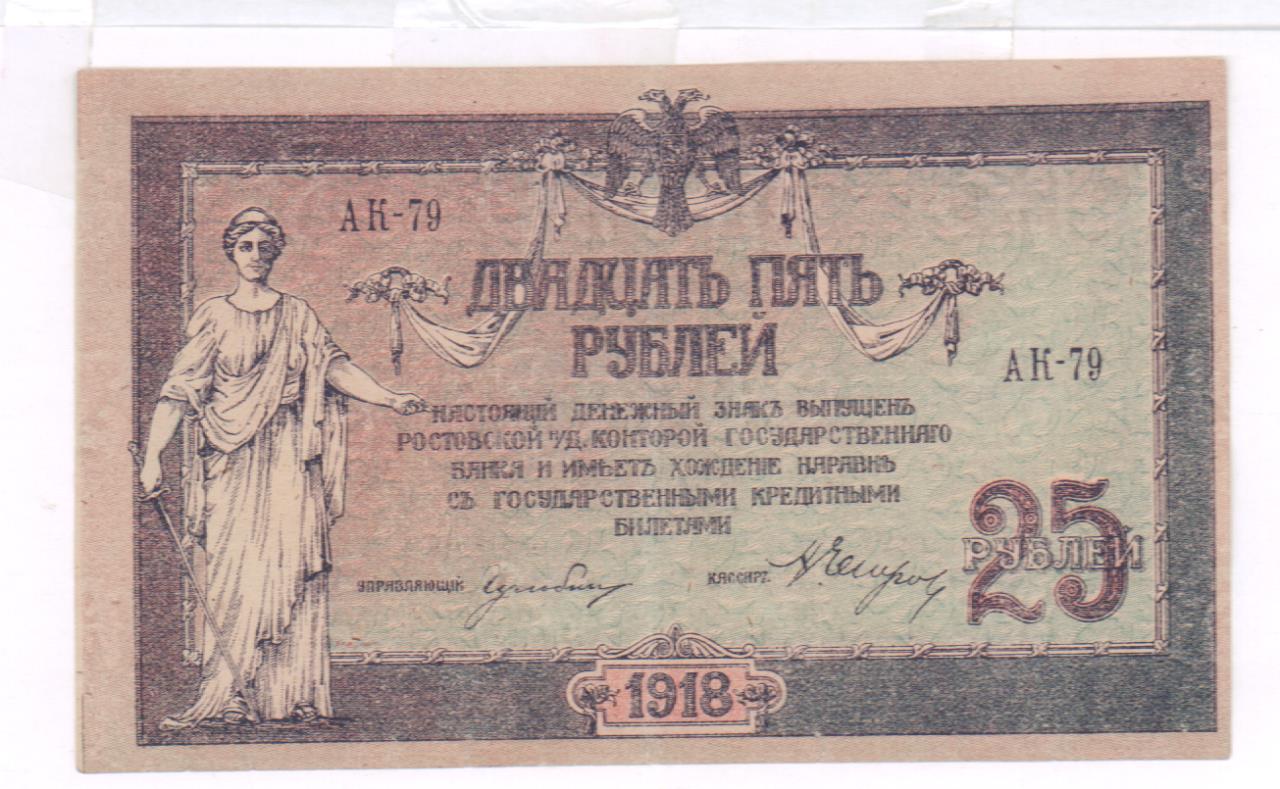 АК-79
ДВАДЦАТЬ ПЯТЬ
РУБЛЕЙ
АК-79
НАСТОЯЩІЙ ДЕНЕЖНЫЙ ЗНАКЪ ВЫПУЩЕНЪ
РОСТОВСКОЙ Н/Д. КОНТОРОЙ ГОСУДАРСТВЕННАГО
БАНКА И ИМѢЕТЪ ХОЖДЕНІЕ НАРАВНѢ
СЪ ГОСУДАРСТВЕННЫМИ КРЕДИТНЫМИ
БИЛЕТАМИ
25
РУБЛЕЙ
УПРАВЛЯЮЩІЙ
КАССИРЪ
1918